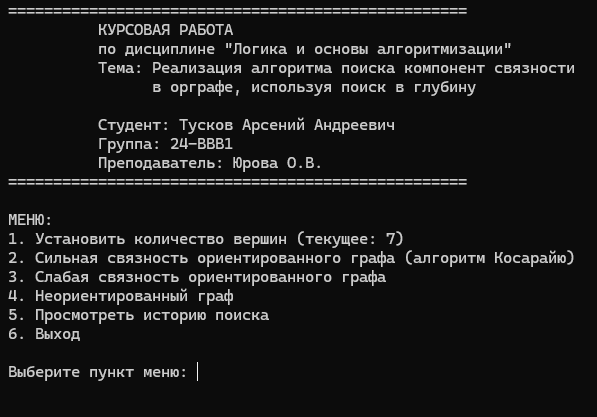 ===================================================
КУРСОВАЯ РАБОТА
по дисциплине "Логика и основы алгоритмизации"
Тема: Реализация алгоритма поиска компонент связности
в орграфе, используя поиск в глубину
Студент: Тусков Арсений Андреевич
Группа: 24-ВВВ1
Преподаватель: Юрова О.В.
===================================================
МЕНЮ:
1. Установить количество вершин (текущее: 7)
2. Сильная связность ориентированного графа (алгоритм Косарайю)
3. Слабая связность ориентированного графа
4. Неориентированный граф
5. Просмотреть историю поиска
6. Выход
Выберите пункт меню: